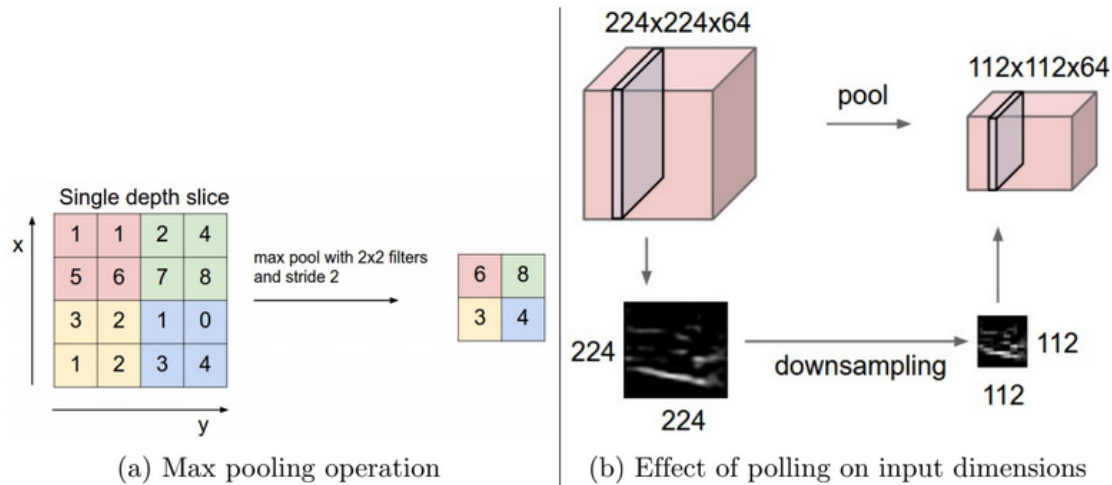 Single depth slice
x
1 1 2 4
5 6 7 8
3 2 1 0
1 2 3 4
y
max pool with 2x2 filters
and stride 2
6 8
3 4
(a) Max pooling operation
224x224x64
pool
112x112x64
224
224
downsampling
112
112
(b) Effect of polling on input dimensions